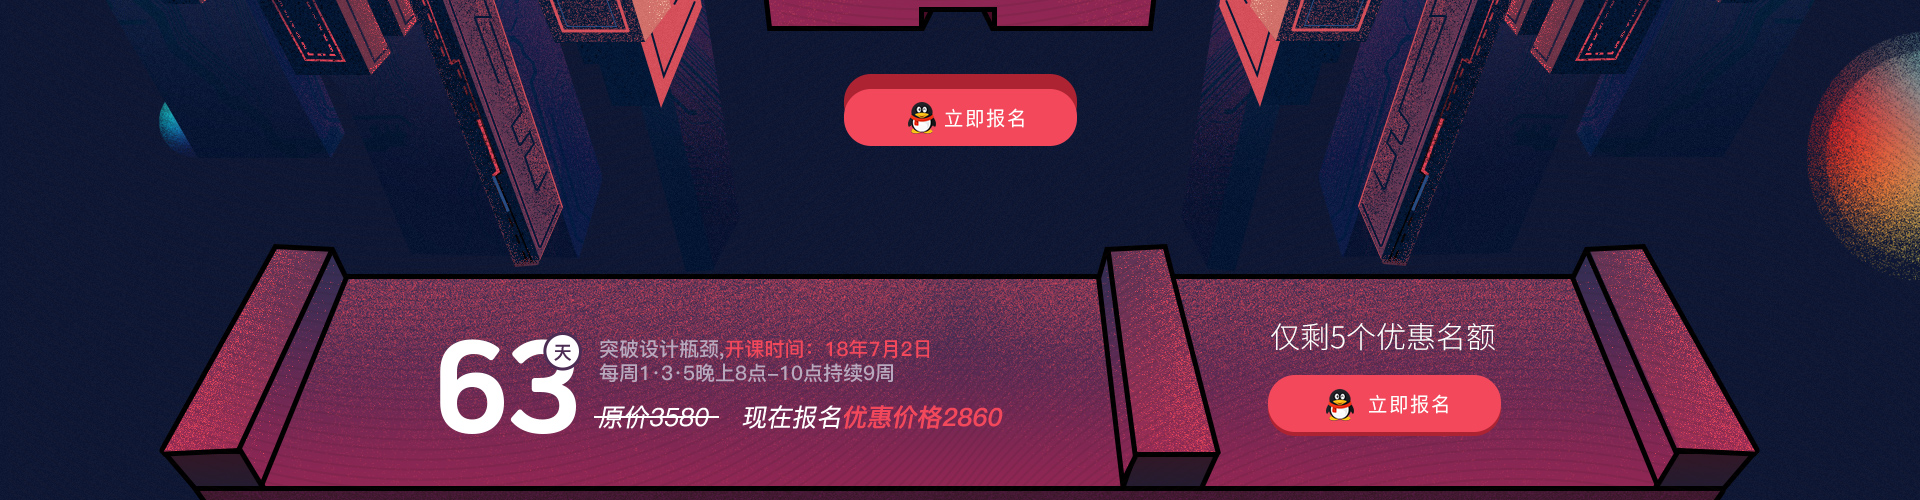 立即报名
63天
突破设计瓶颈,开课时间：18年7月2日
每周1·3·5晚上8点–10点持续9周
原价3580 现在报名优惠价格2860
仅剩5个优惠名额
立即报名